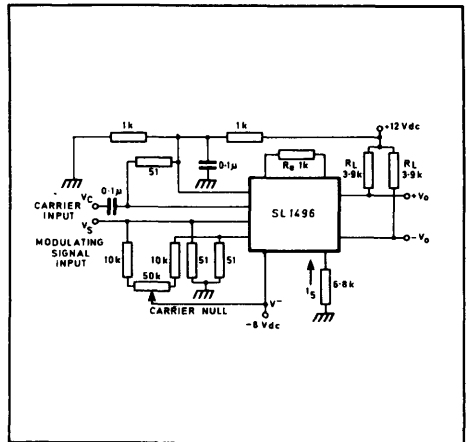 1k
1k
+12 Vdc
51
0·1μ
Re 1k
RL
3·9k
RL
3·9k
VC
0·1μ
CARRIER
INPUT
VS
MODULATING
SIGNAL
INPUT
SL1496
+Vo
-Vo
10k
10k
51
51
50k
CARRIER NULL
V-
-8 Vdc
I5
6·8k